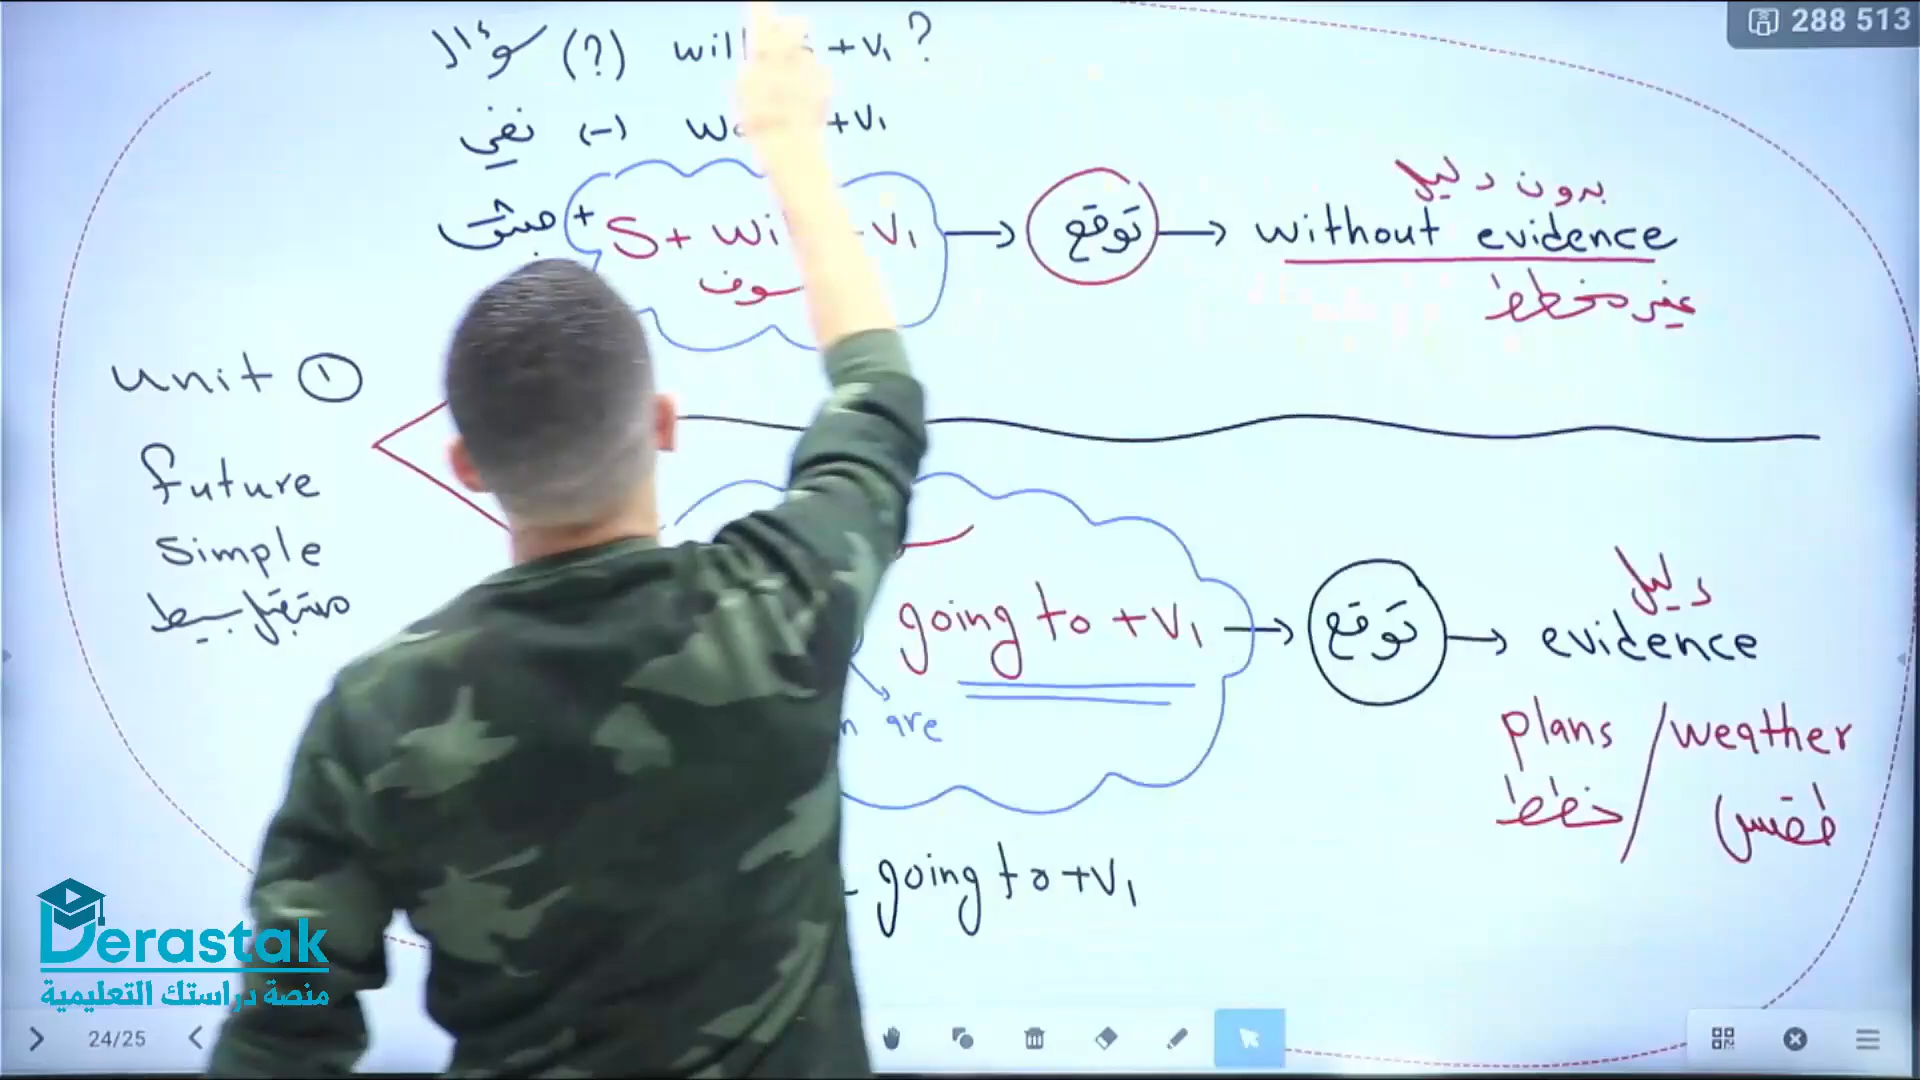 288 513
سؤال (?) will + V1 ?
نفي (-) + V1
مثبت + S + V1 → توقع → without evidence
بدون دليل
سوف
غير مخطط
unit ①
future
simple
مستقبل بسيط
going to + V1 → توقع → evidence
دليل
are
plans / weather
خطط / طقس
going to + V1
Derastak
منصة دراستك التعليمية
24/25